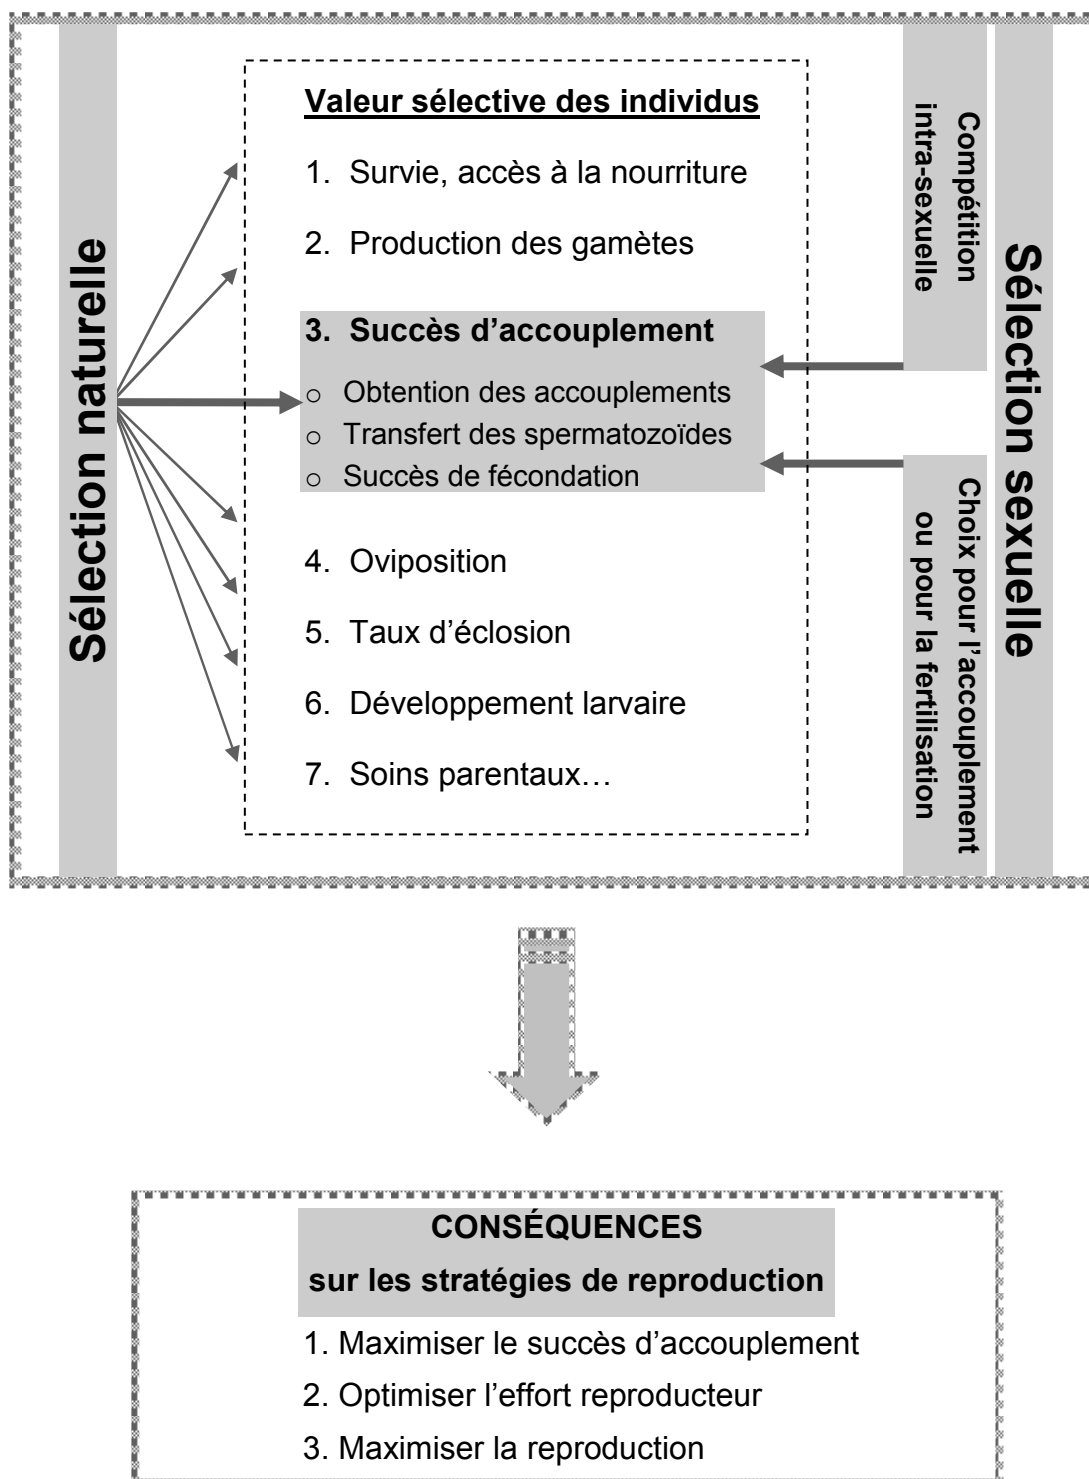 Sélection naturelle
Valeur sélective des individus
1. Survie, accès à la nourriture
2. Production des gamètes
3. Succès d’accouplement
o Obtention des accouplements
o Transfert des spermatozoïdes
o Succès de fécondation
4. Oviposition
5. Taux d’éclosion
6. Développement larvaire
7. Soins parentaux…
Compétition
intra-sexuelle
Choix pour l’accouplement
ou pour la fertilisation
Sélection sexuelle
CONSÉQUENCES
sur les stratégies de reproduction
1. Maximiser le succès d’accouplement
2. Optimiser l’effort reproducteur
3. Maximiser la reproduction